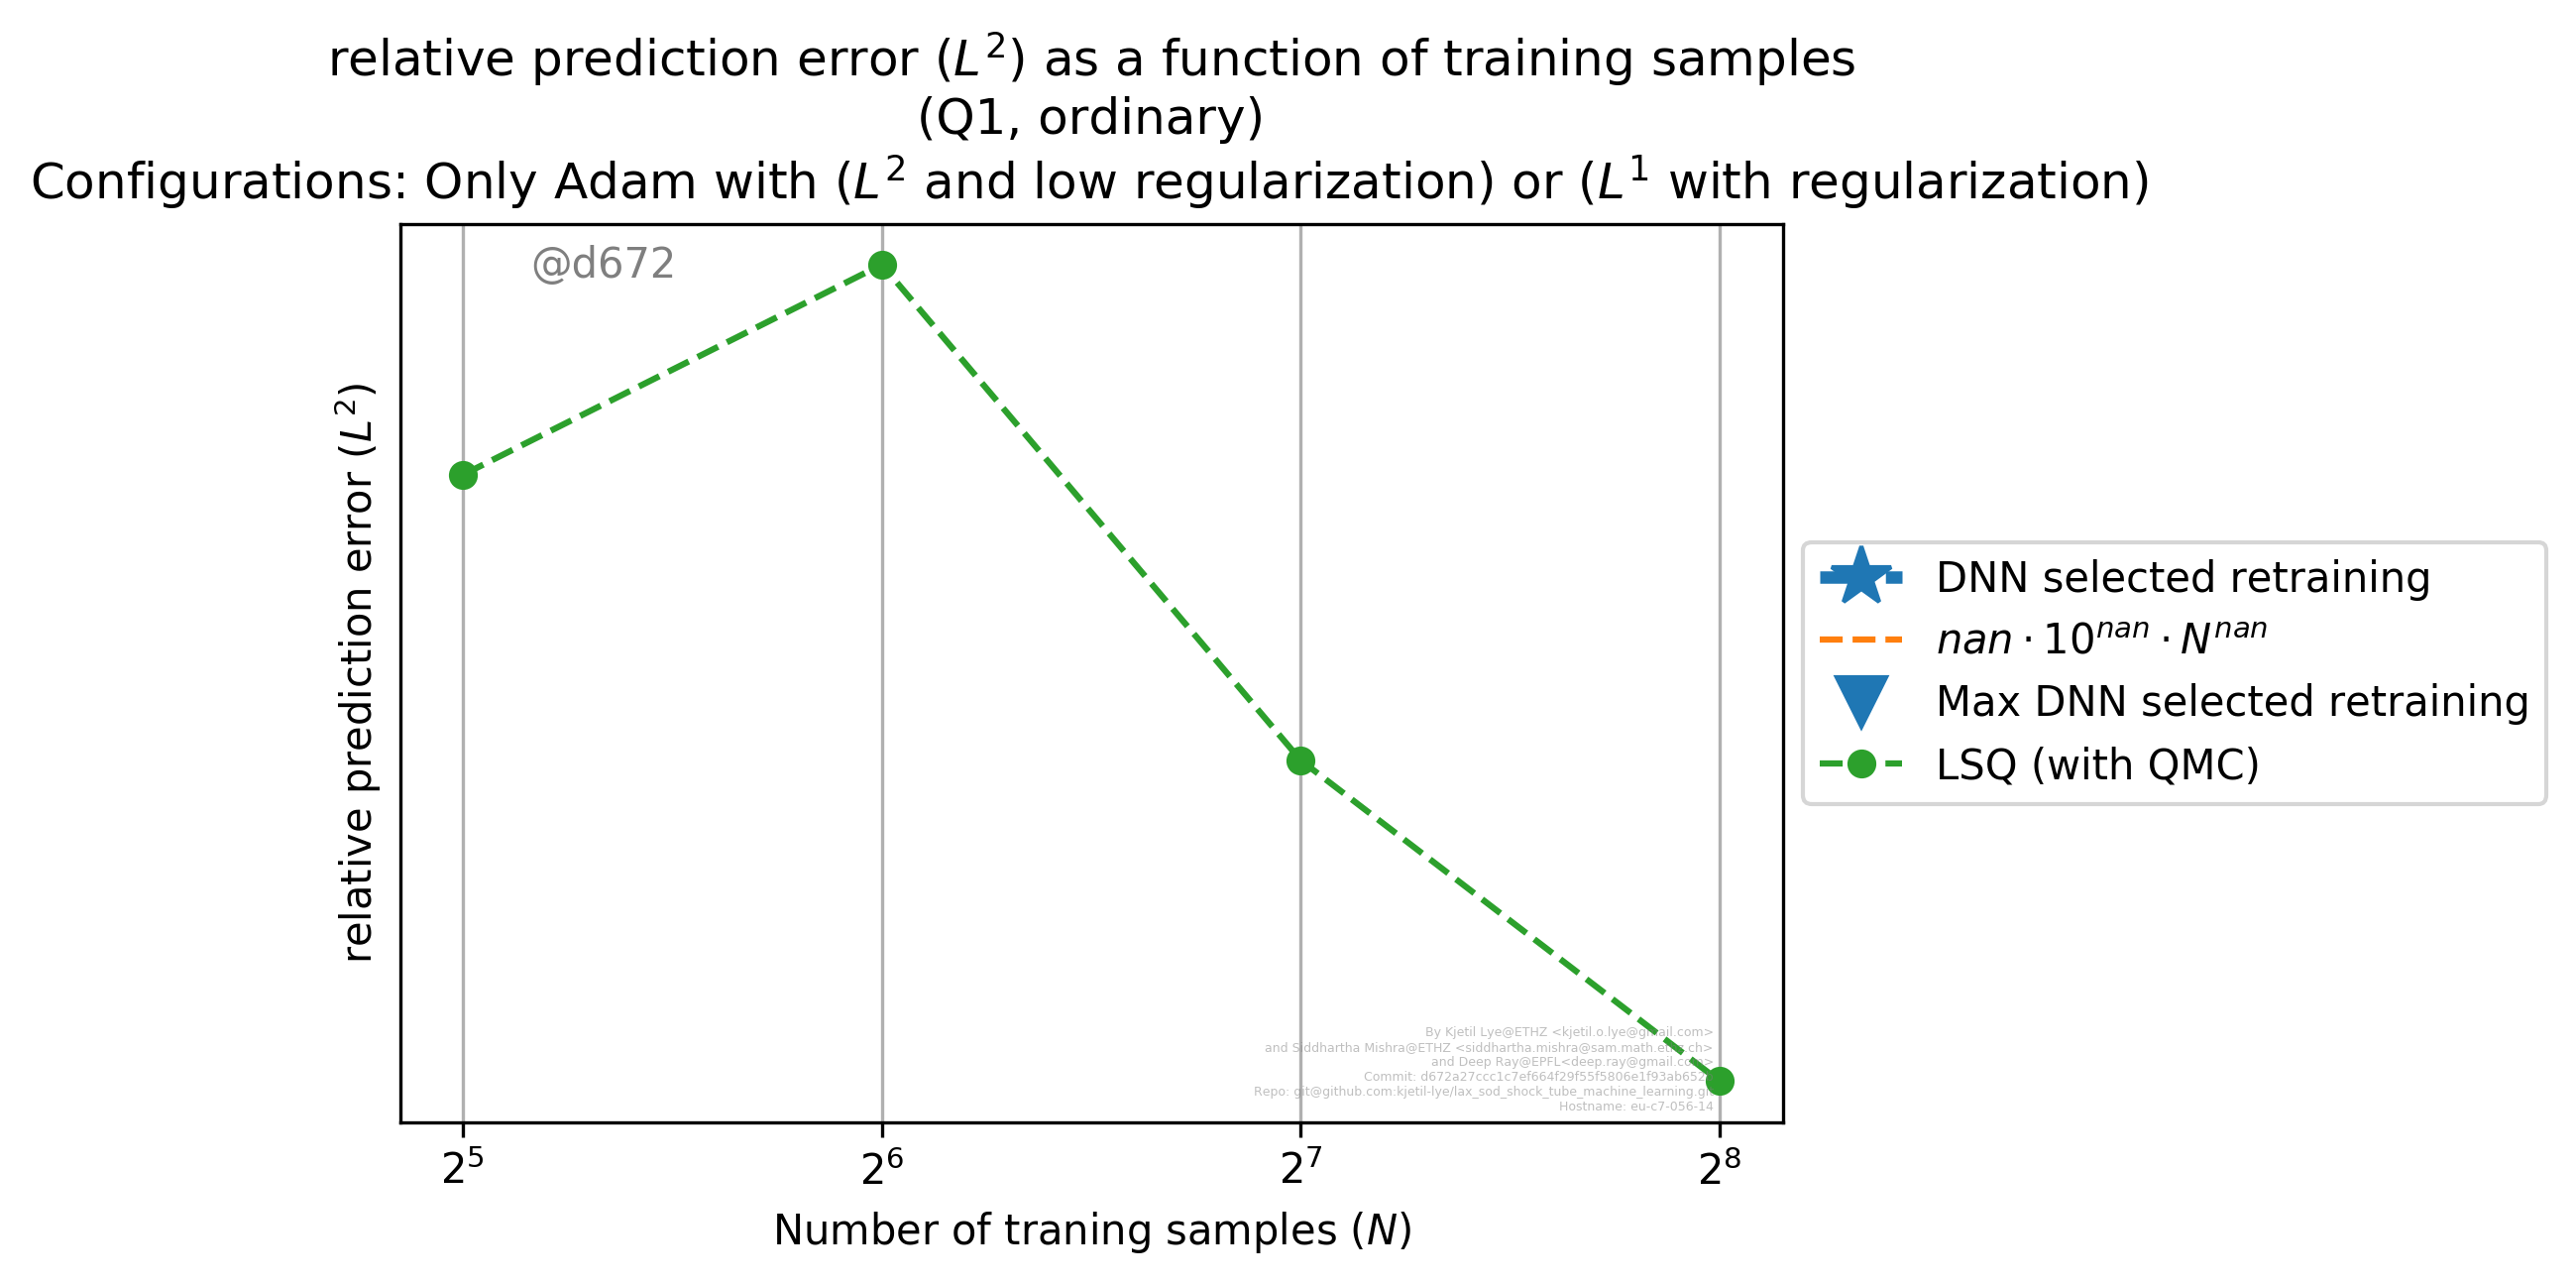 relative prediction error (L²) as a function of training samples
(Q1, ordinary)
Configurations: Only Adam with (L² and low regularization) or (L¹ with regularization)
@d672
relative prediction error (L²)
DNN selected retraining
nan · 10ⁿᵃⁿ · Nⁿᵃⁿ
Max DNN selected retraining
LSQ (with QMC)
By Kjetil Lye@ETHZ <kjetil.o.lye@gmail.com>
and Siddhartha Mishra@ETHZ <siddhartha.mishra@sam.math.ethz.ch>
and Deep Ray@EPFL<deep.ray@gmail.com>
Commit:
Repo: git@github.com:kjetil-lye/lax_sod_shock_tube_machine_learning.git
Hostname: eu-c7-056-14
2⁵ 2⁶ 2⁷ 2⁸
Number of traning samples (N)